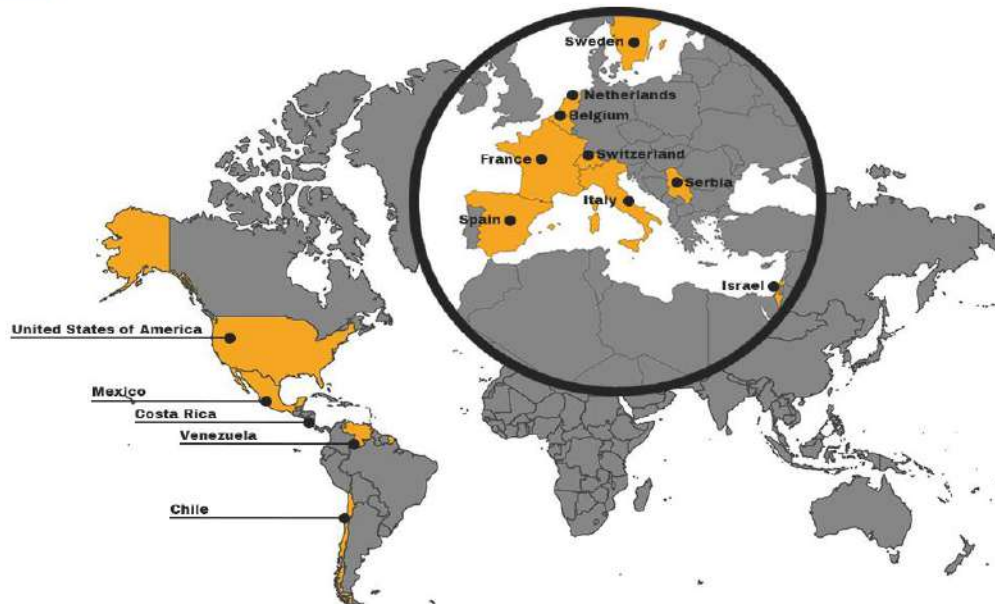 Sweden
Netherlands
Belgium
France
Switzerland
Serbia
Italy
Spain
Israel
United States of America
Mexico
Costa Rica
Venezuela
Chile